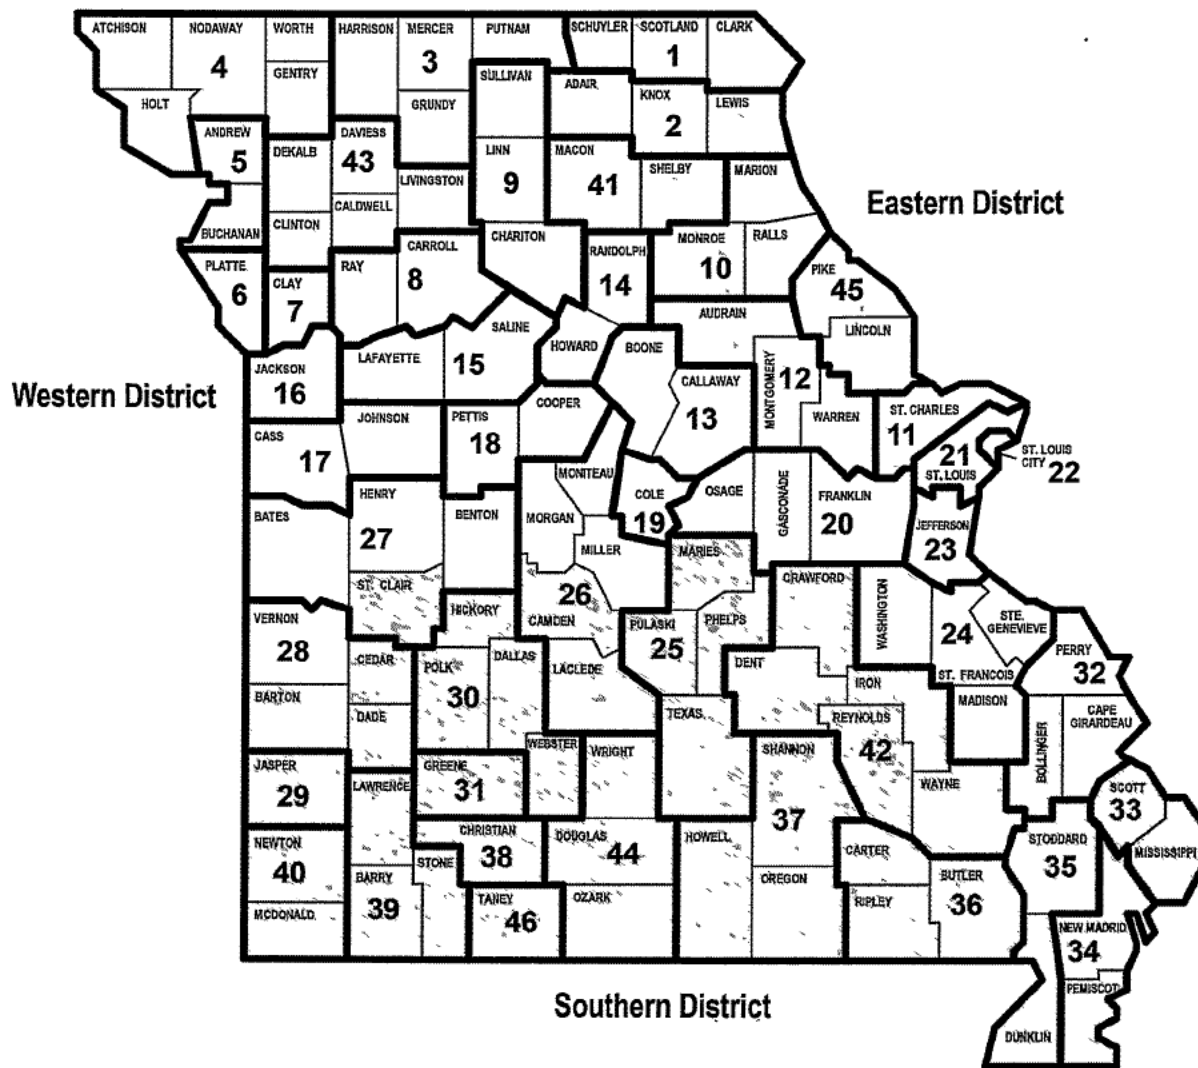 ATCHISON
NODAWAY
WORTH
HARRISON
MERCER
PUTNAM
SCHUYLER
SCOTLAND
CLARK
4
3
1
GENTRY
SULLIVAN
ADAIR
HOLT
GRUNDY
KNOX
LEWIS
2
ANDREW
DAVIESS
5
DEKALB
43
LINN
MACON
SHELBY
MARION
LIVINGSTON
9
41
CALDWELL
Eastern District
BUCHANAN
CLINTON
CHARITON
CARROLL
RANDOLPH
MONROE
RALLS
PLATTE
RAY
8
10
PIKE
6
CLAY
14
45
7
AUDRAIN
SALINE
LINCOLN
LAFAYETTE
HOWARD
BOONE
15
JACKSON
CALLAWAY
MONTGOMERY
12
Western District
16
COOPER
13
WARREN
ST. CHARLES
JOHNSON
PETTIS
11
CASS
18
17
21
ST. LOUIS
CITY 22
MONITEAU
ST. LOUIS
HENRY
COLE
OSAGE
GASCONADE
FRANKLIN
BATES
BENTON
MORGAN
19
20
JEFFERSON
27
MILLER
MARIES
23
ST. CLAIR
26
CRAWFORD
WASHINGTON
HICKORY
VERNON
CAMDEN
PULASKI
PHELPS
24
STE.
GENEVIEVE
28
CEDAR
POLK
DALLAS
LACLEDE
25
DENT
PERRY
32
BARTON
30
IRON
ST. FRANCOIS
MADISON
DADE
TEXAS
REYNOLDS
BOLLINGER
CAPE
GIRARDEAU
WEBSTER
WRIGHT
SHANNON
42
JASPER
GREENE
29
LAWRENCE
31
WAYNE
SCOTT
33
37
CHRISTIAN
DOUGLAS
HOWELL
STODDARD
NEWTON
38
44
CARTER
MISSISSIPPI
40
STONE
35
BARRY
OREGON
BUTLER
MCDONALD
39
TANEY
OZARK
RIPLEY
36
46
NEW MADRID
34
PEMISCOT
Southern District
DUNKLIN